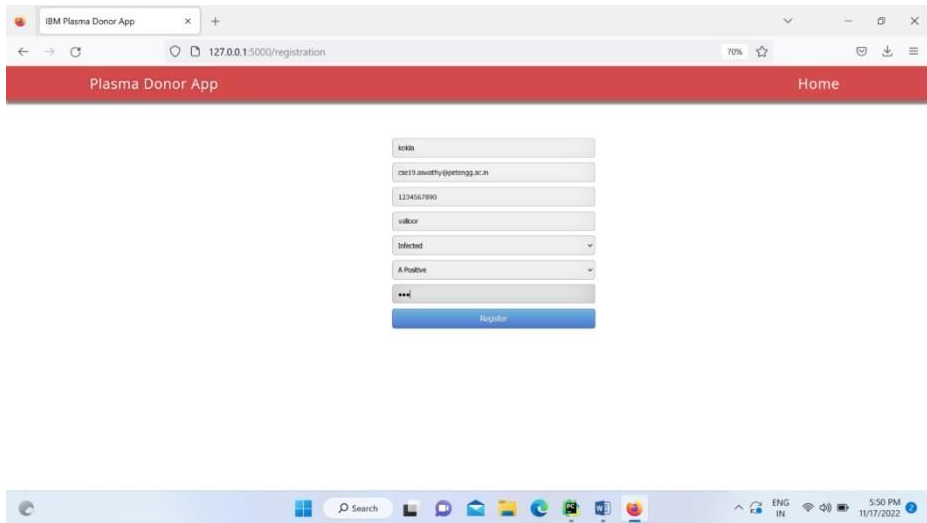 IBM Plasma Donor App
127.0.0.1:5000/registration
70%
Plasma Donor App
Home
kokila
cse19.aswathy@petengg.ac.in
1234567890
valloor
Infected
A Positive
Register
Search
ENG
IN
5:50 PM
11/17/2022
2